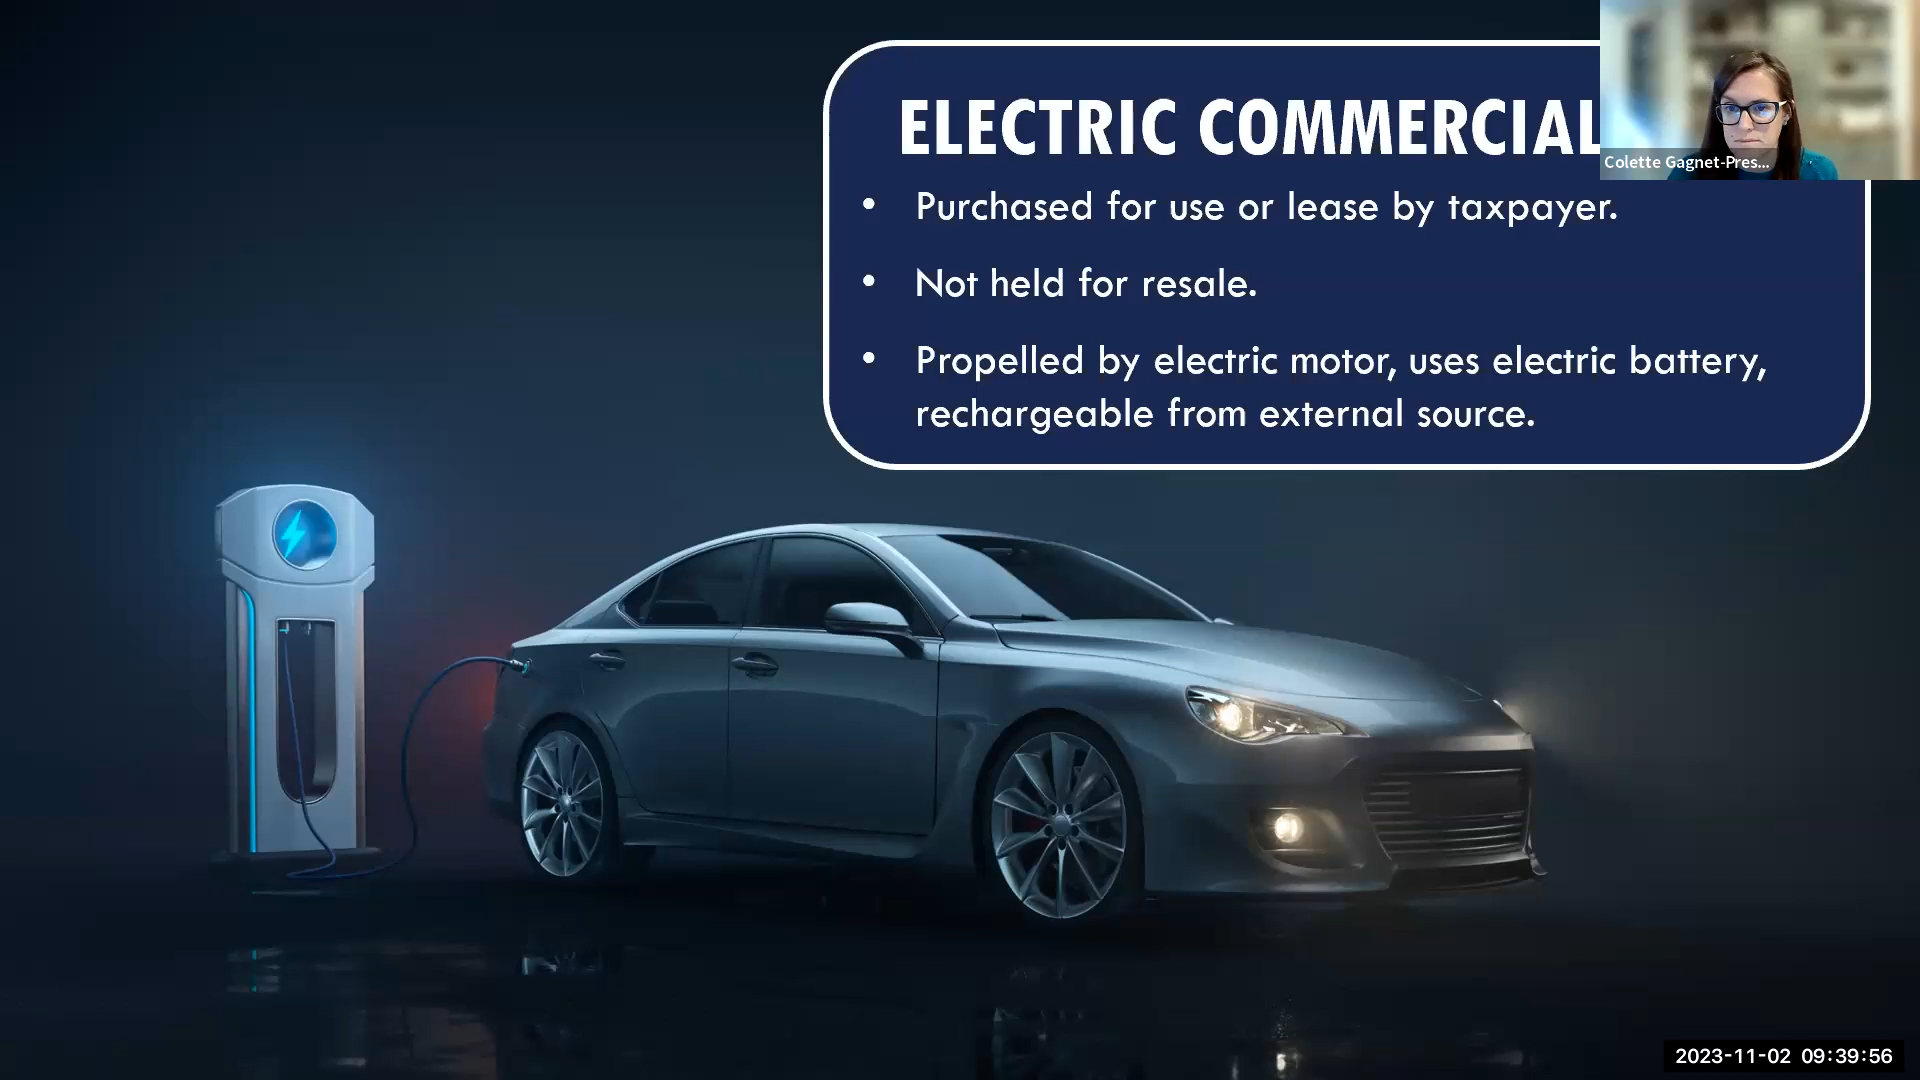 ELECTRIC COMMERCIAL
Colette Gagnet-Pres...
• Purchased for use or lease by taxpayer.
• Not held for resale.
• Propelled by electric motor, uses electric battery,
rechargeable from external source.
2023-11-02 09:39:56